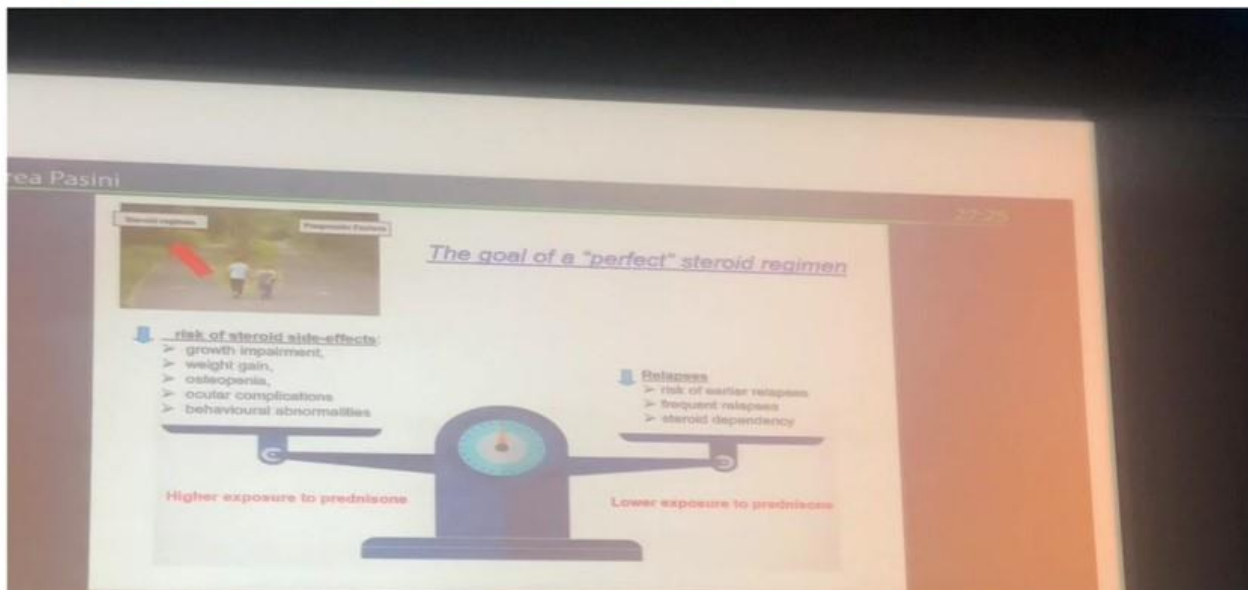 rea Pasini
27:25
Steroid regimen
Prognostic Factors
The goal of a "perfect" steroid regimen
risk of steroid side-effects:
➢ growth impairment,
➢ weight gain,
➢ osteopenia,
➢ ocular complications
➢ behavioural abnormalities
Relapses
➢ risk of earlier relapses
➢ frequent relapses
➢ steroid dependency
Higher exposure to prednisone
Lower exposure to prednisone